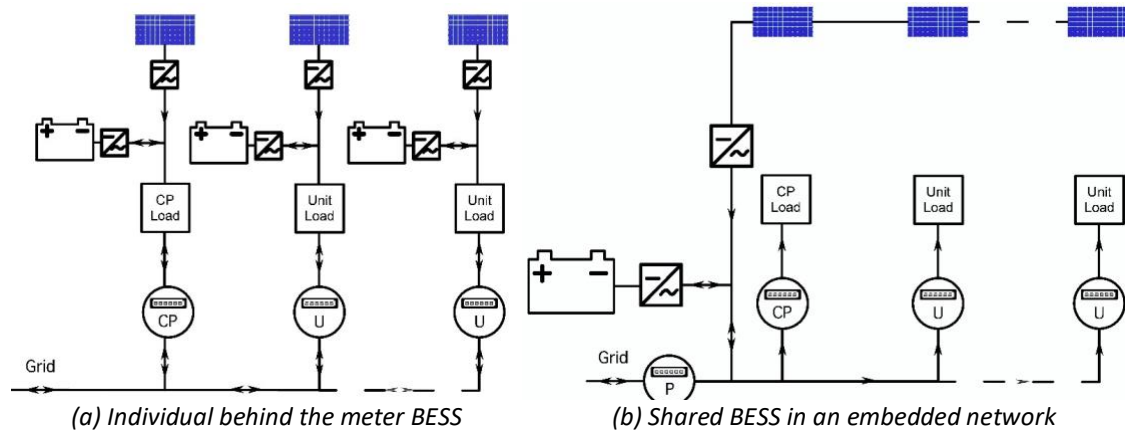 + −
+ −
+ −
CP
Load
Unit
Load
Unit
Load
CP
U
U
Grid
(a) Individual behind the meter BESS
+ −
CP
Load
Unit
Load
Unit
Load
CP
U
U
Grid
P
(b) Shared BESS in an embedded network